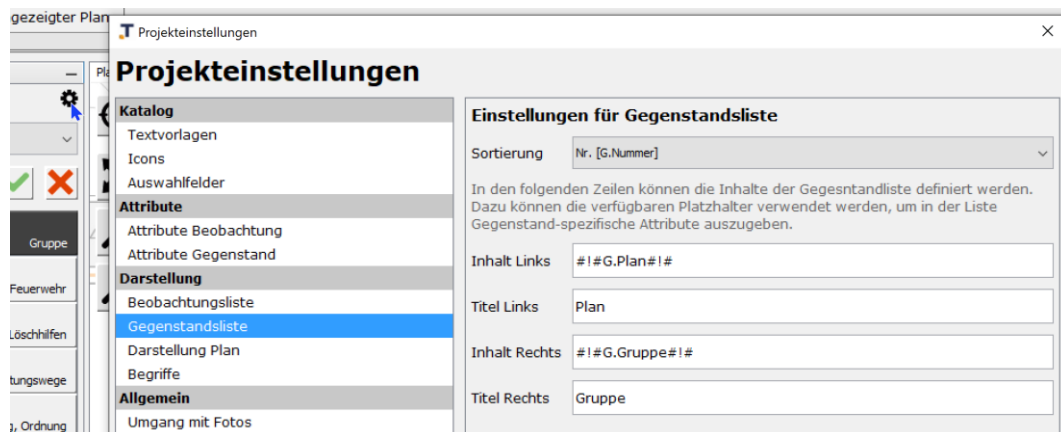 gezeigter Plan
Projekteinstellungen
Projekteinstellungen
Katalog
Textvorlagen
Icons
Auswahlfelder
Attribute
Attribute Beobachtung
Attribute Gegenstand
Darstellung
Beobachtungsliste
Gegenstandsliste
Darstellung Plan
Begriffe
Allgemein
Umgang mit Fotos
Gruppe
Feuerwehr
Löschhilfen
tungswege
g, Ordnung
Einstellungen für Gegenstandsliste
Sortierung Nr. [G.Nummer]
In den folgenden Zeilen können die Inhalte der Gegesntandliste definiert werden.
Dazu können die verfügbaren Platzhalter verwendet werden, um in der Liste
Gegenstand-spezifische Attribute auszugeben.
Inhalt Links #!#G.Plan#!#
Titel Links Plan
Inhalt Rechts #!#G.Gruppe#!#
Titel Rechts Gruppe